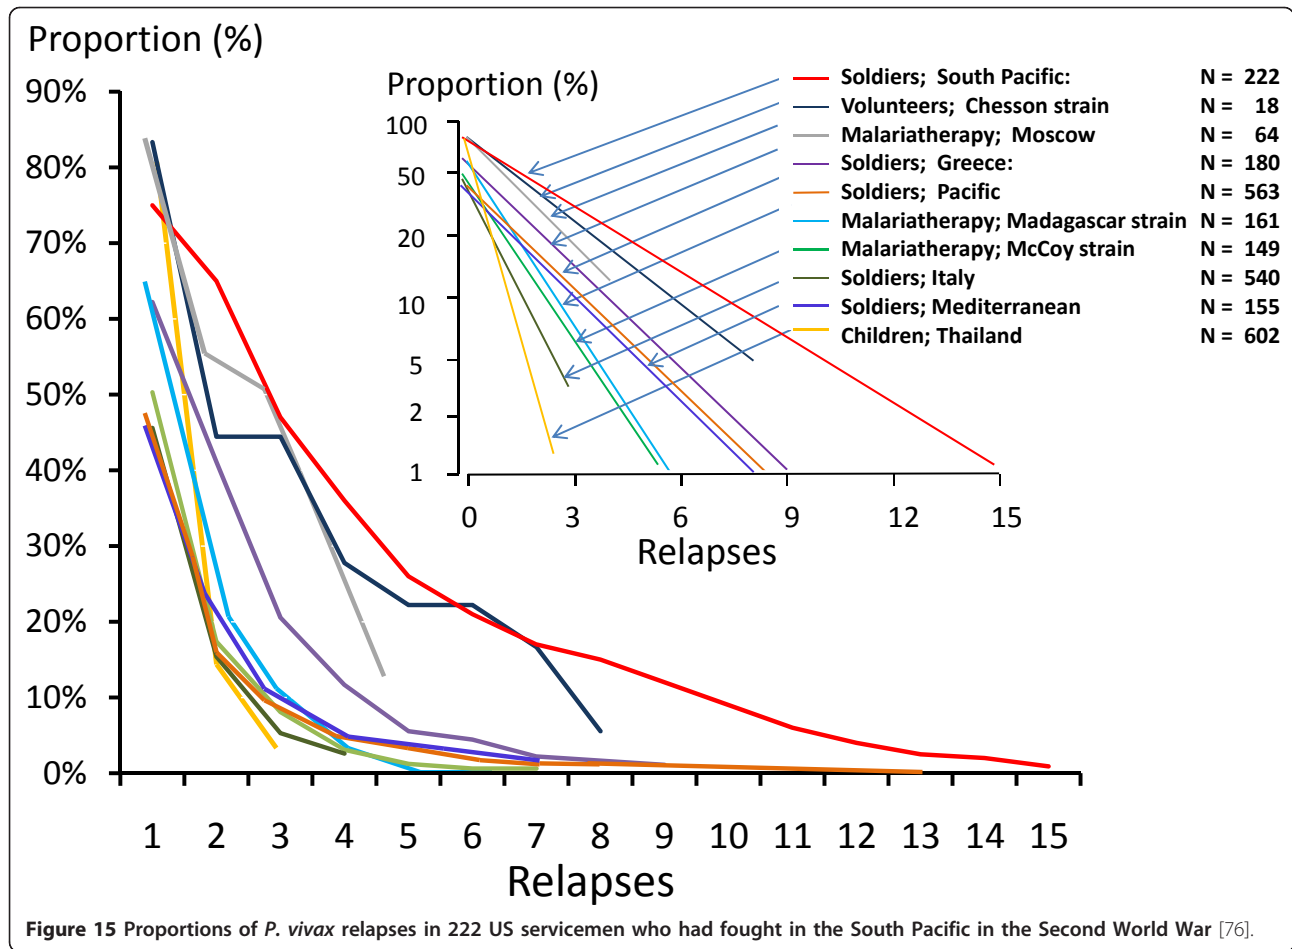 Proportion (%)
90%
80%
70%
60%
50%
40%
30%
20%
10%
0%
1 2 3 4 5 6 7 8 9 10 11 12 13 14 15
Relapses
Proportion (%)
100
50
20
10
5
2
1
0 3 6 9 12 15
Relapses
Soldiers; South Pacific: N = 222
Volunteers; Chesson strain N = 18
Malariatherapy; Moscow N = 64
Soldiers; Greece: N = 180
Soldiers; Pacific N = 563
Malariatherapy; Madagascar strain N = 161
Malariatherapy; McCoy strain N = 149
Soldiers; Italy N = 540
Soldiers; Mediterranean N = 155
Children; Thailand N = 602
Figure 15 Proportions of P. vivax relapses in 222 US servicemen who had fought in the South Pacific in the Second World War [76].